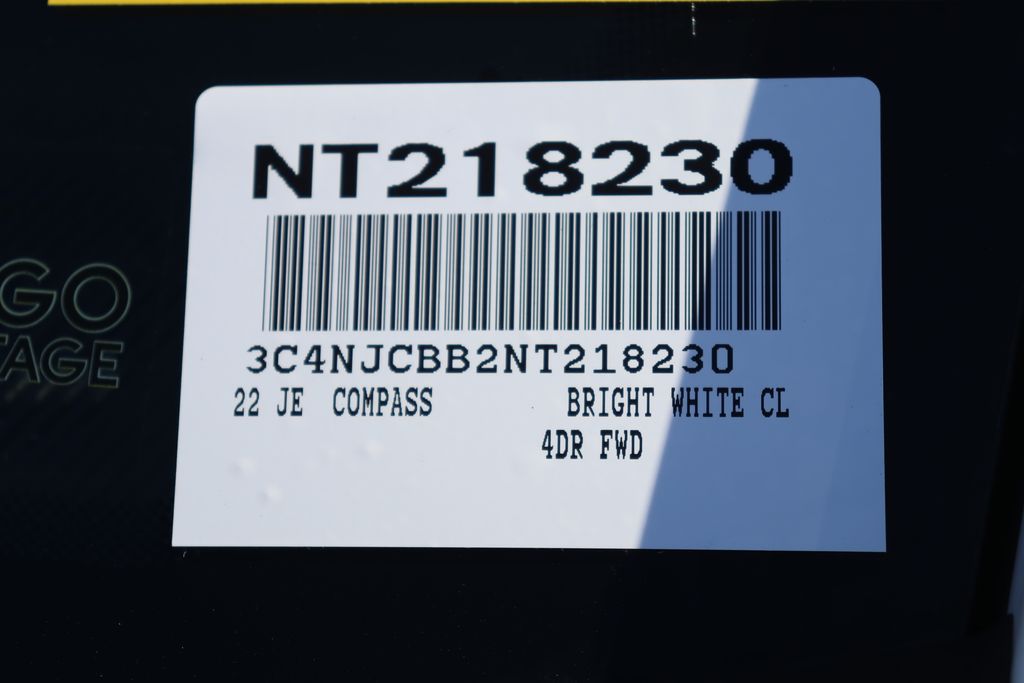 NT218230
3C4NJCBB2NT218230
22 JE COMPASS BRIGHT WHITE CL
4DR FWD
GO
TAGE